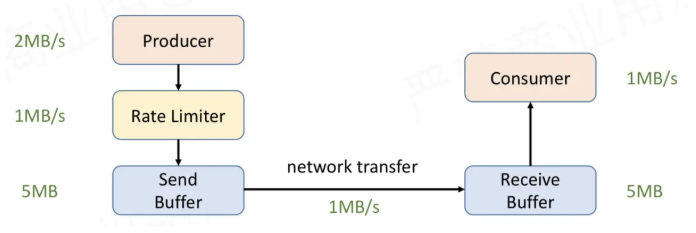 2MB/s
Producer
1MB/s
Rate Limiter
5MB
Send
Buffer
network transfer
1MB/s
Consumer
1MB/s
Receive
Buffer
5MB